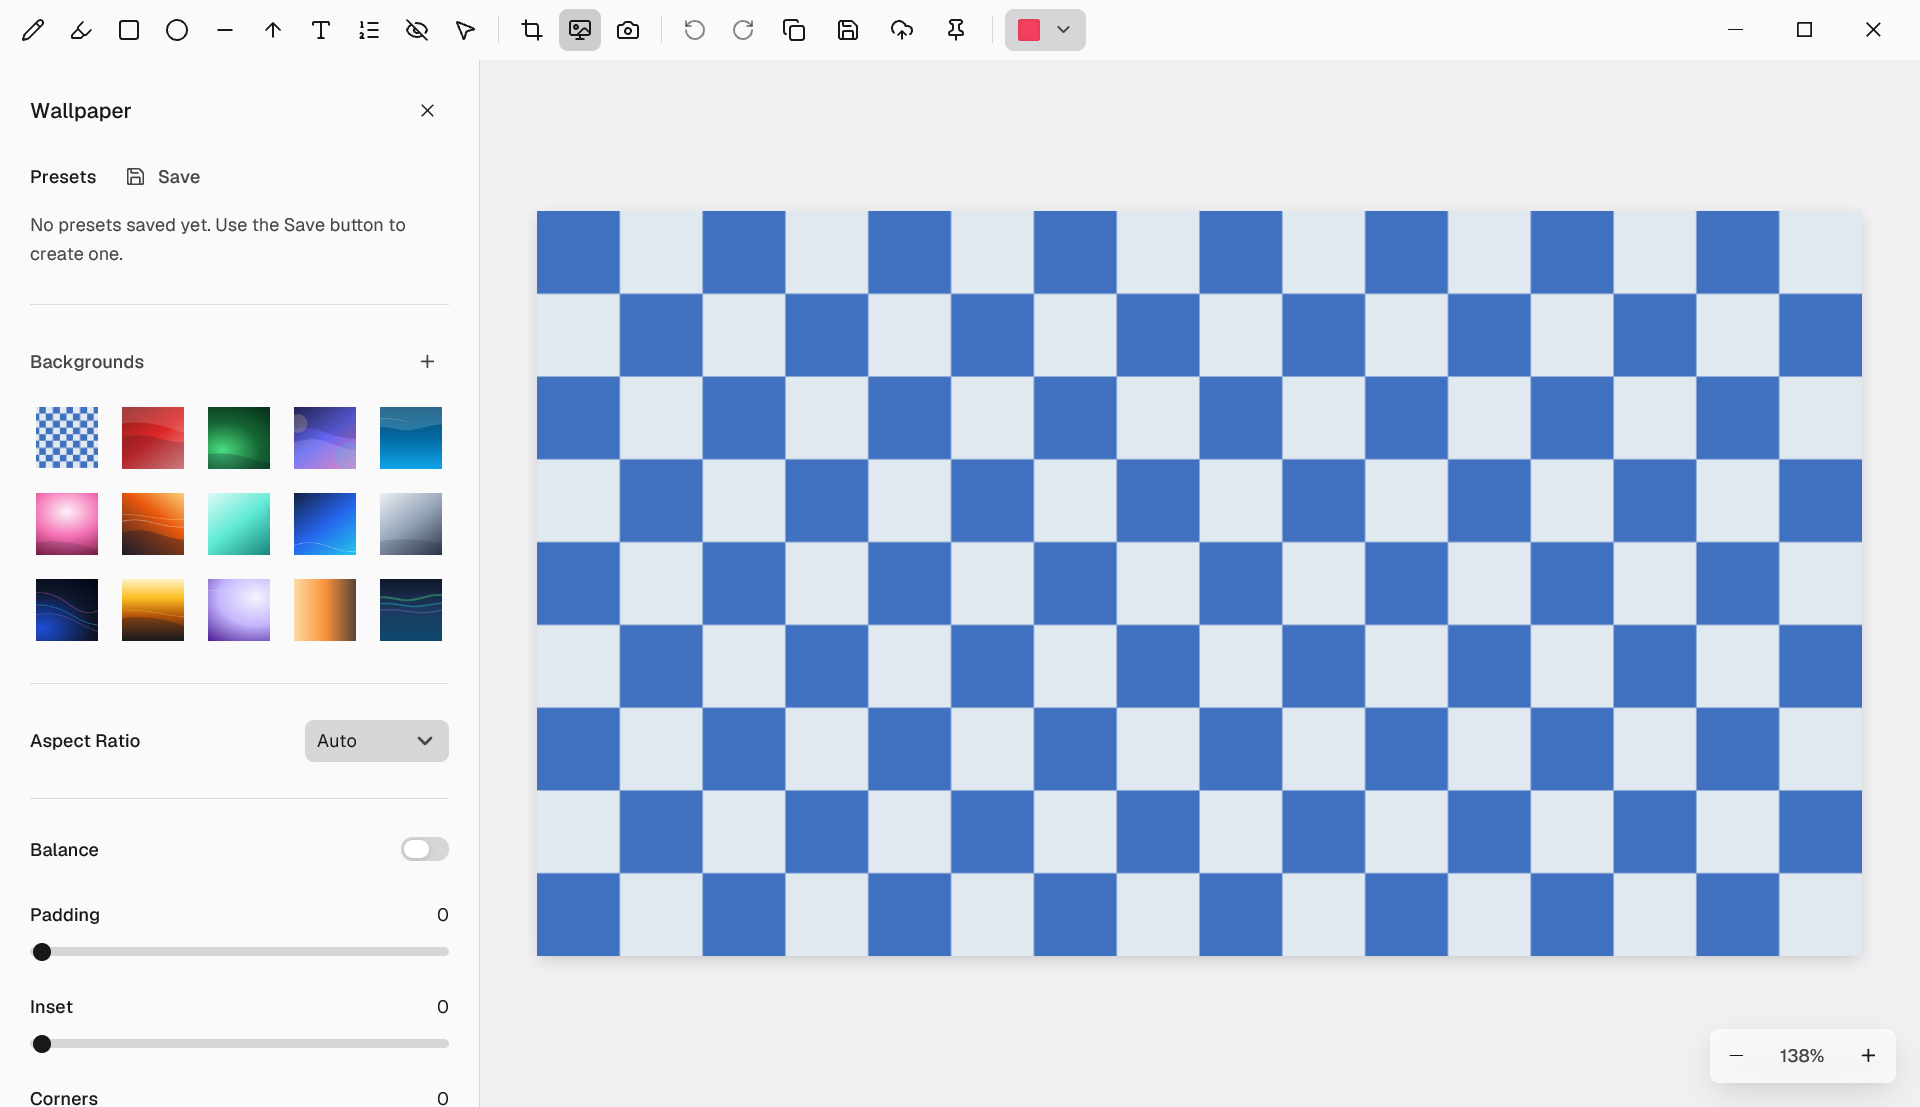 Wallpaper
Presets
Save
No presets saved yet. Use the Save button to
create one.
Backgrounds
Aspect Ratio
Auto
Balance
Padding
0
Inset
0
Corners
0
138%